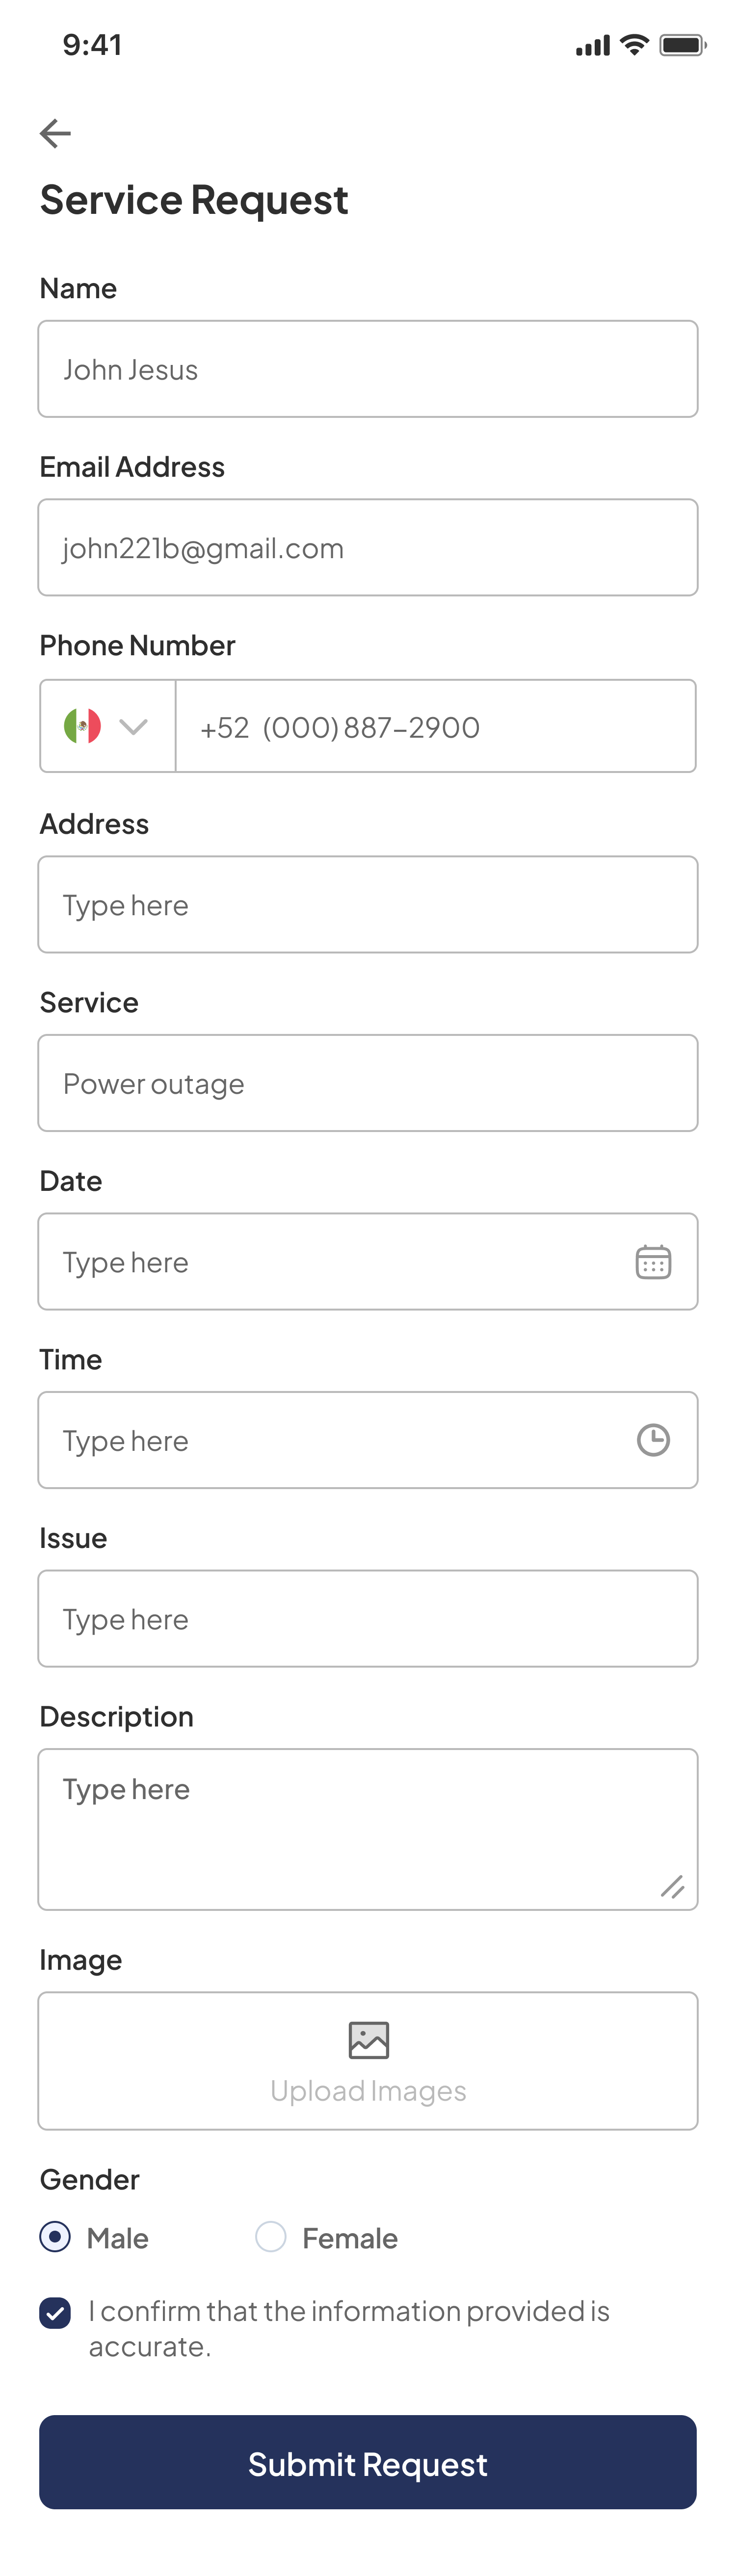 9:41
Service Request
Name
John Jesus
Email Address
john221b@gmail.com
Phone Number
+52 (000) 887-2900
Address
Type here
Service
Power outage
Date
Type here
Time
Type here
Issue
Type here
Description
Type here
Image
Upload Images
Gender
Male Female
I confirm that the information provided is
accurate.
Submit Request